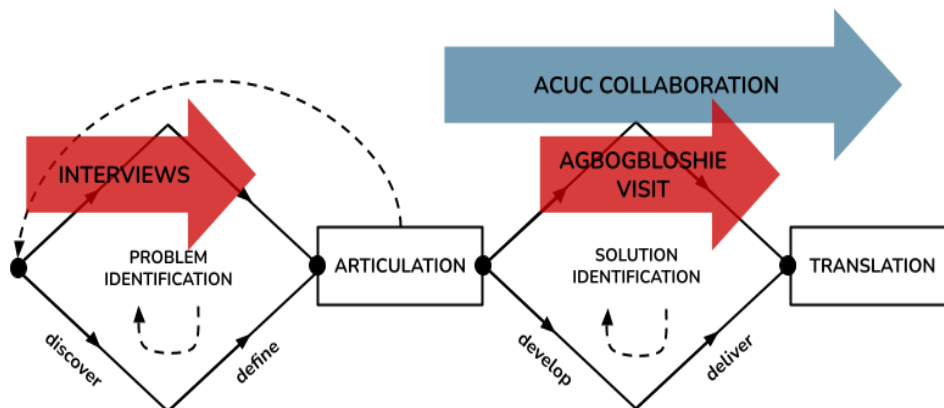 ACUC COLLABORATION
INTERVIEWS
AGBOGBLOSHIE
VISIT
PROBLEM
IDENTIFICATION
ARTICULATION
SOLUTION
IDENTIFICATION
TRANSLATION
discover
define
develop
deliver